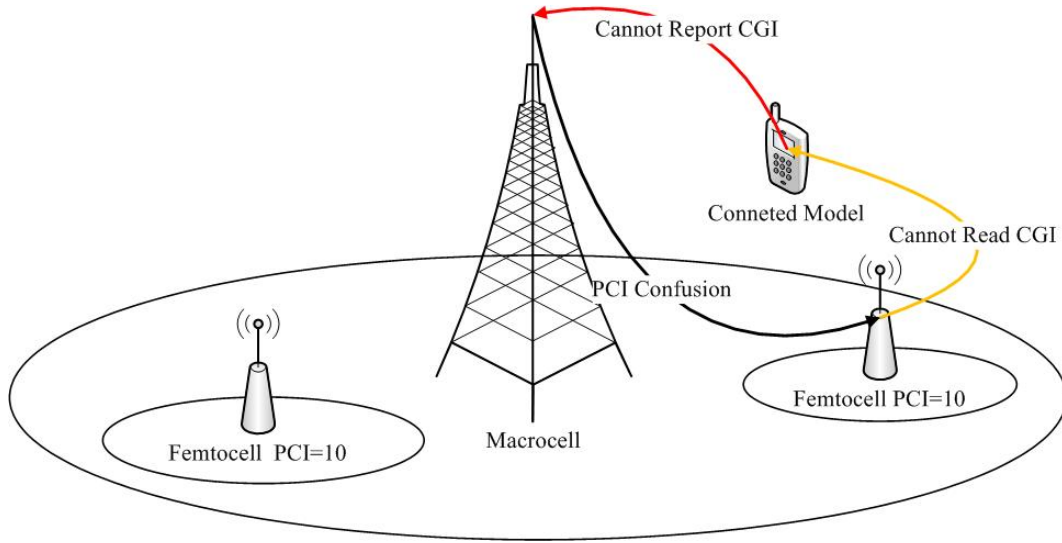 Cannot Report CGI
Conneted Model
Cannot Read CGI
PCI Confusion
Femtocell PCI=10
Femtocell PCI=10
Macrocell